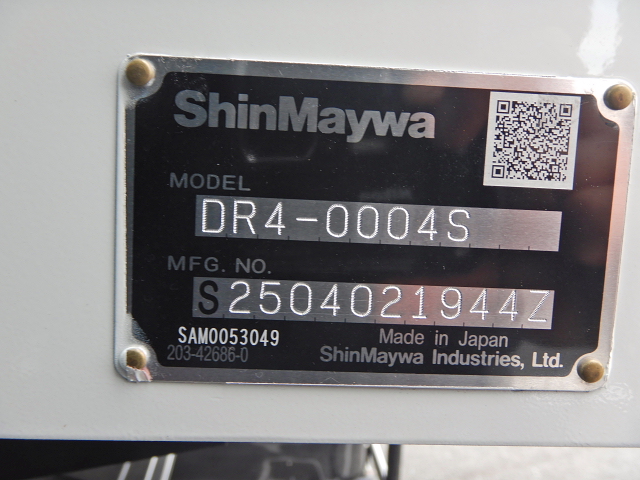 ShinMaywa
MODEL
DR4-0004S
MFG. NO.
S2504021944Z
SAM0053049
203-42686-0
Made in Japan
ShinMaywa Industries, Ltd.